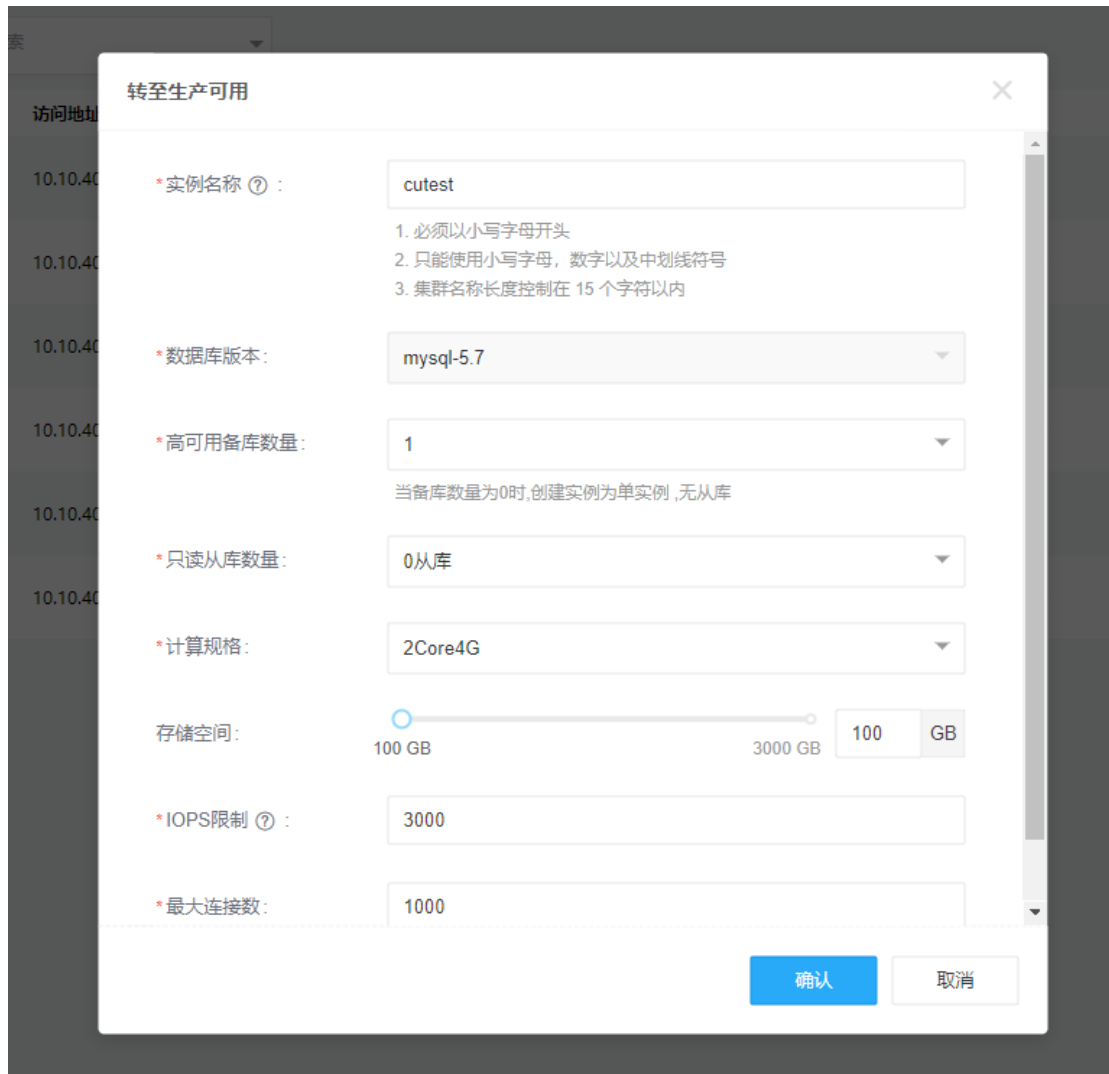 索
转至生产可用
访问地址
*实例名称 ? :
cutest
1. 必须以小写字母开头
2. 只能使用小写字母，数字以及中划线符号
3. 集群名称长度控制在 15 个字符以内
*数据库版本:
mysql-5.7
*高可用备库数量:
1
当备库数量为0时,创建实例为单实例 ,无从库
*只读从库数量:
0从库
*计算规格:
2Core4G
存储空间:
100 GB
3000 GB
100 GB
*IOPS限制 ? :
3000
*最大连接数:
1000
确认
取消
10.10.40
10.10.40
10.10.40
10.10.40
10.10.40
10.10.40